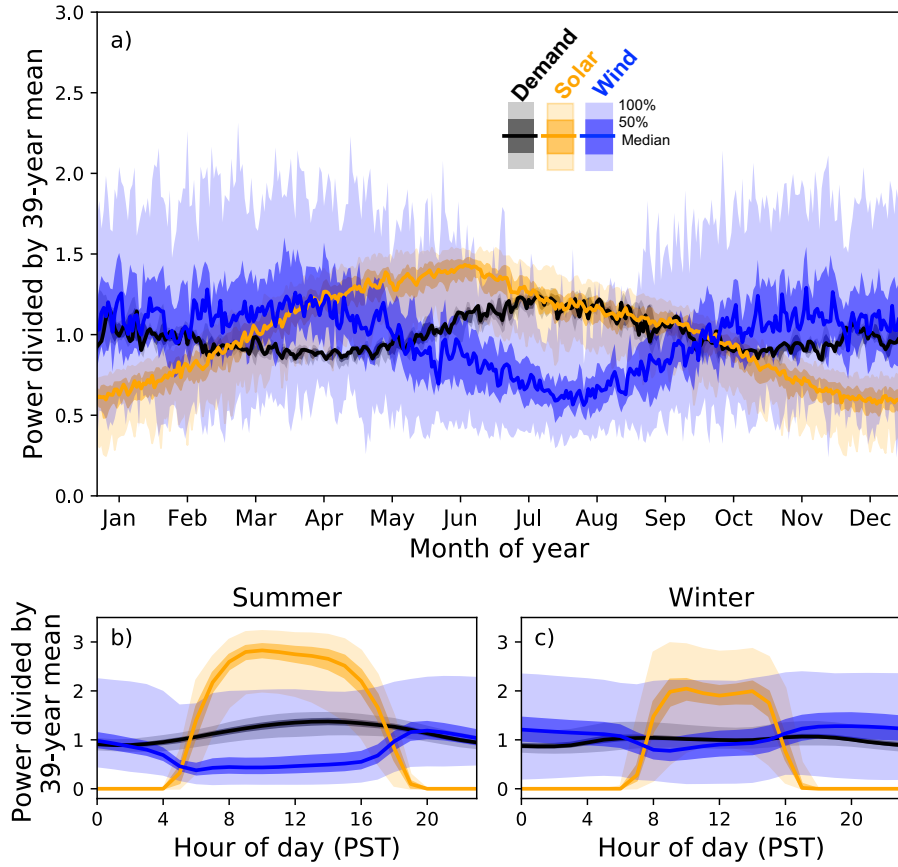 a)
Demand
Solar
Wind
100%
50%
Median
Power divided by 39-year mean
3.0
2.5
2.0
1.5
1.0
0.5
0.0
Jan Feb Mar Apr May Jun Jul Aug Sep Oct Nov Dec
Month of year
Summer
b)
Power divided by
39-year mean
3
2
1
0
0 4 8 12 16 20
Hour of day (PST)
Winter
c)
3
2
1
0
0 4 8 12 16 20
Hour of day (PST)